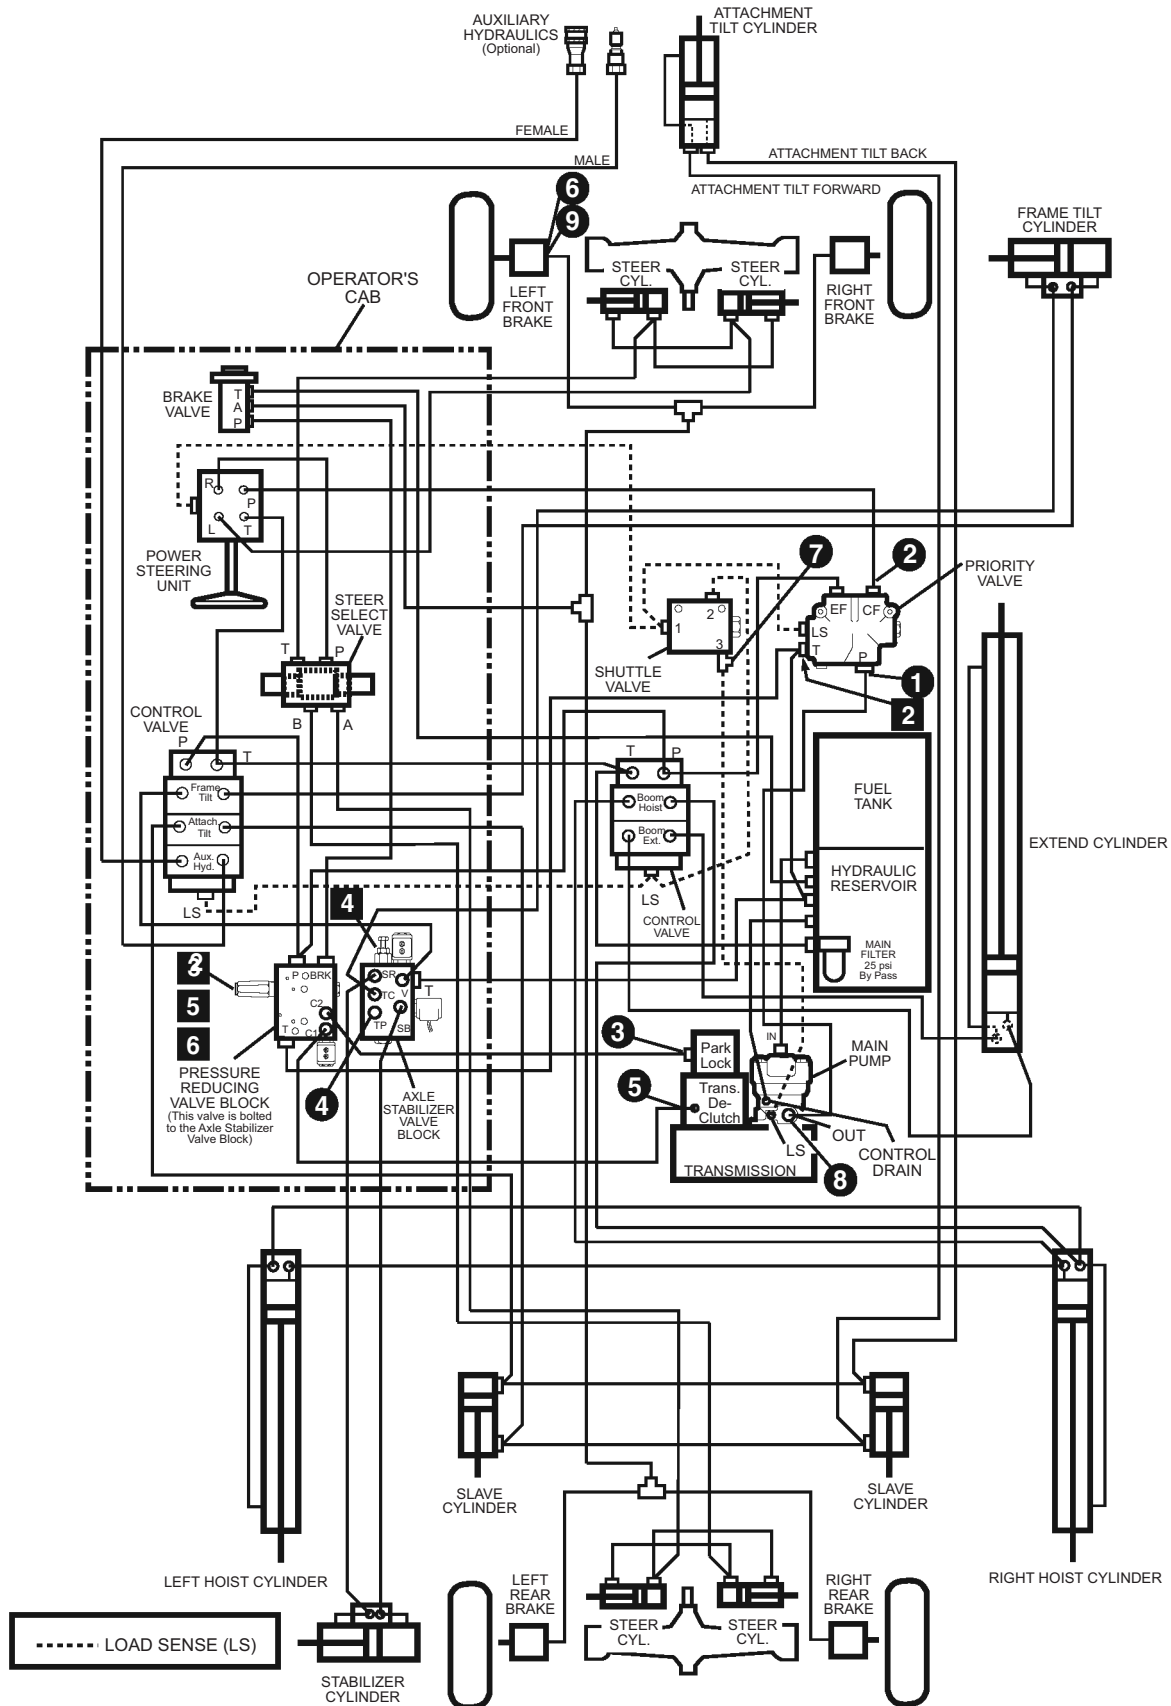 AUXILIARY
HYDRAULICS
(Optional)
ATTACHMENT
TILT CYLINDER
FEMALE
MALE
ATTACHMENT TILT BACK
ATTACHMENT TILT FORWARD
6
9
FRAME TILT
CYLINDER
STEER
CYL.
STEER
CYL.
OPERATOR'S
CAB
LEFT
FRONT
BRAKE
RIGHT
FRONT
BRAKE
BRAKE
VALVE
T
A
P
R
P
L
T
POWER
STEERING
UNIT
7
2
PRIORITY
VALVE
EF
CF
LS
T
P
1
2
3
SHUTTLE
VALVE
1
2
STEER
SELECT
VALVE
T
P
B
A
CONTROL
VALVE
P
T
Frame
Tilt
Attach.
Tilt
Aux.
Hyd.
LS
T
P
Boom
Hoist
Boom
Ext.
LS
CONTROL
VALVE
FUEL
TANK
HYDRAULIC
RESERVOIR
MAIN
FILTER
25 psi
By Pass
EXTEND CYLINDER
4
5
6
P
BRK
C2
T
C1
SR
TC
V
T
TP
SB
4
PRESSURE
REDUCING
VALVE BLOCK
(This valve is bolted
to the Axle Stabilizer
Valve Block)
AXLE
STABILIZER
VALVE
BLOCK
3
Park
Lock
5
Trans.
De-
Clutch
IN
MAIN
PUMP
OUT
LS
CONTROL
DRAIN
8
TRANSMISSION
SLAVE
CYLINDER
SLAVE
CYLINDER
LEFT HOIST CYLINDER
RIGHT HOIST CYLINDER
LEFT
REAR
BRAKE
RIGHT
REAR
BRAKE
STEER
CYL.
STEER
CYL.
LOAD SENSE (LS)
STABILIZER
CYLINDER